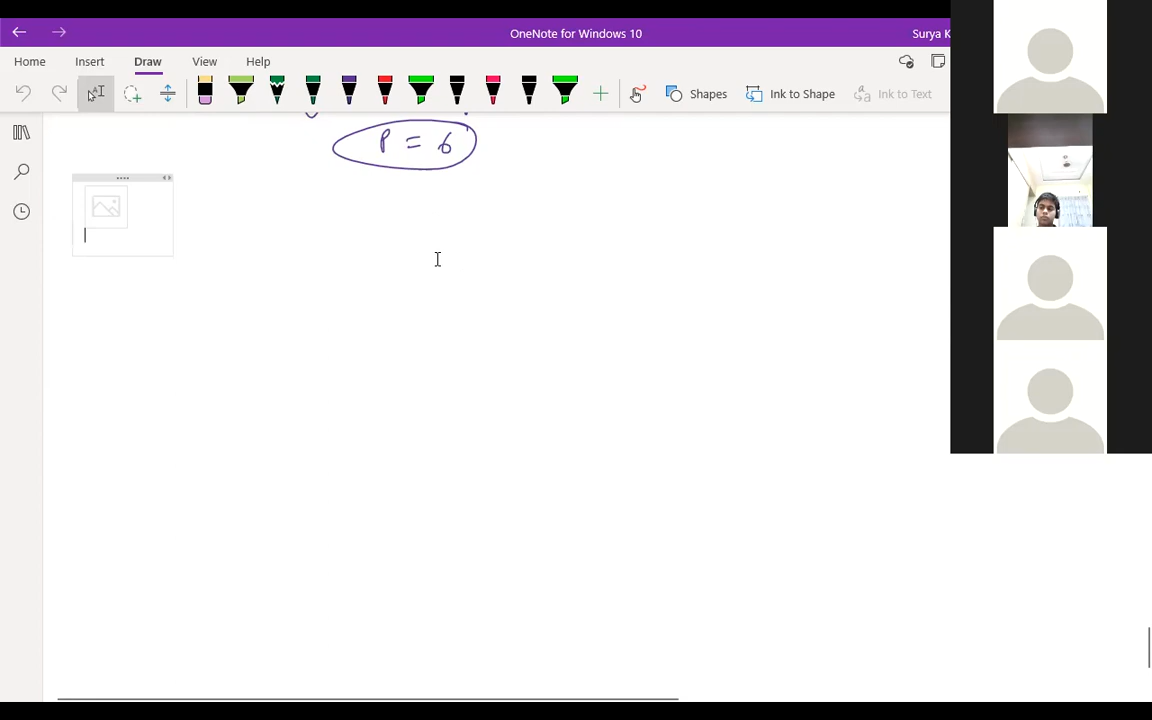 OneNote for Windows 10
Surya K
Home Insert Draw View Help
Shapes Ink to Shape Ink to Text
P = 6